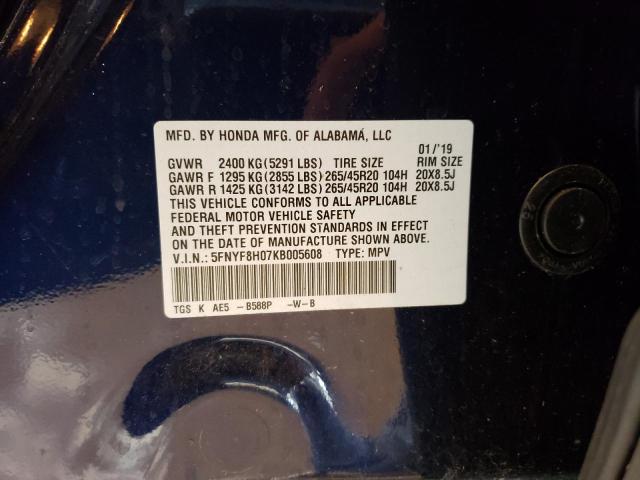 MFD. BY HONDA MFG. OF ALABAMA, LLC 01/'19
GVWR 2400 KG (5291 LBS) TIRE SIZE RIM SIZE
GAWR F 1295 KG (2855 LBS) 265/45R20 104H 20X8.5J
GAWR R 1425 KG (3142 LBS) 265/45R20 104H 20X8.5J
THIS VEHICLE CONFORMS TO ALL APPLICABLE
FEDERAL MOTOR VEHICLE SAFETY
AND THEFT PREVENTION STANDARDS IN EFFECT
ON THE DATE OF MANUFACTURE SHOWN ABOVE.
V.I.N.: 5FNYF8H07KB005608 TYPE: MPV
TGS K AE5 -B588P -W-B